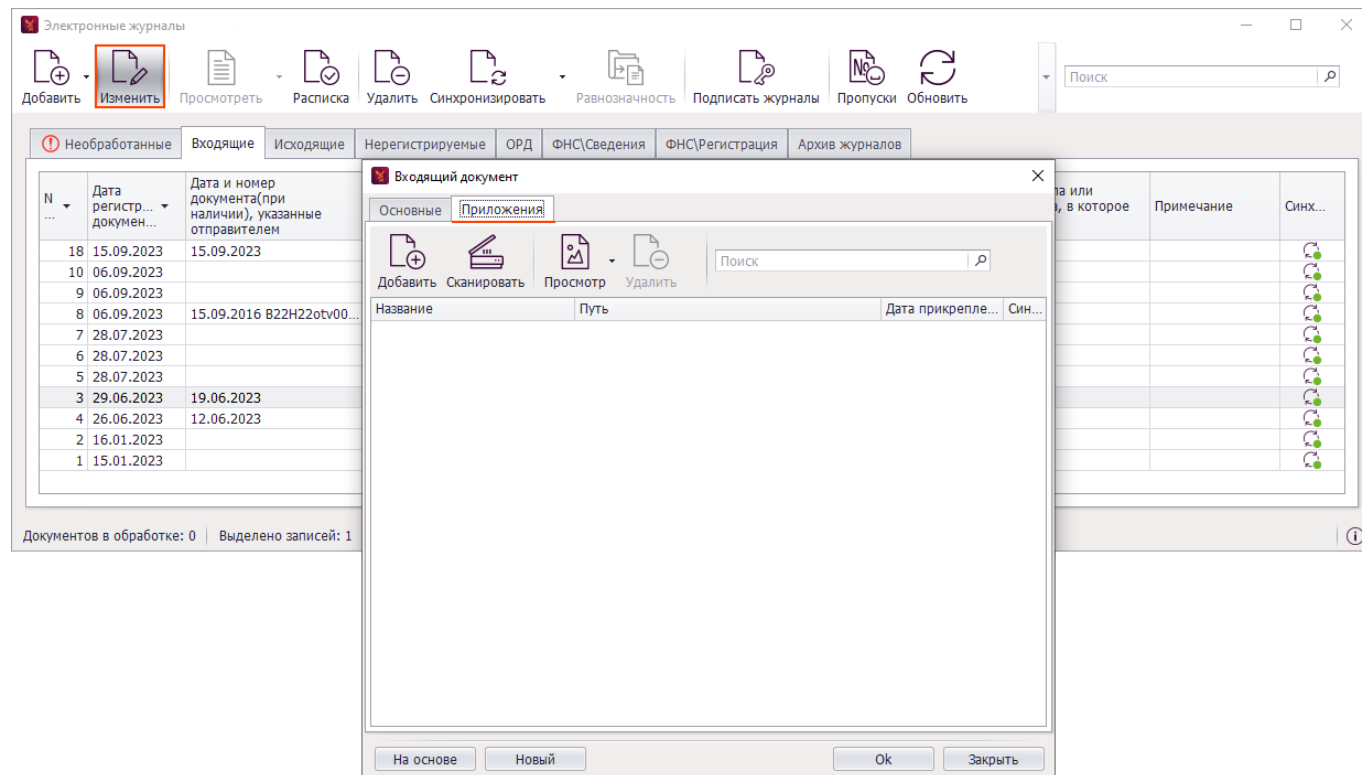 Электронные журналы
Добавить
Изменить
Просмотреть
Расписка
Удалить
Синхронизировать
Равнозначность
Подписать журналы
Пропуски
Обновить
Поиск
Необработанные
Входящие
Исходящие
Нерегистрируемые
ОРД
ФНС\Сведения
ФНС\Регистрация
Архив журналов
N
...
Дата
регистр...
докумен...
Дата и номер
документа(при
наличии), указанные
отправителем
ла или
а, в которое
Примечание
Синх...
18 15.09.2023 15.09.2023
10 06.09.2023
9 06.09.2023
8 06.09.2023 15.09.2016 B22H22otv00...
7 28.07.2023
6 28.07.2023
5 28.07.2023
3 29.06.2023 19.06.2023
4 26.06.2023 12.06.2023
2 16.01.2023
1 15.01.2023
Документов в обработке: 0 Выделено записей: 1
Входящий документ
Основные
Приложения
Добавить
Сканировать
Просмотр
Удалить
Поиск
Название
Путь
Дата прикрепле...
Син...
На основе
Новый
Ok
Закрыть